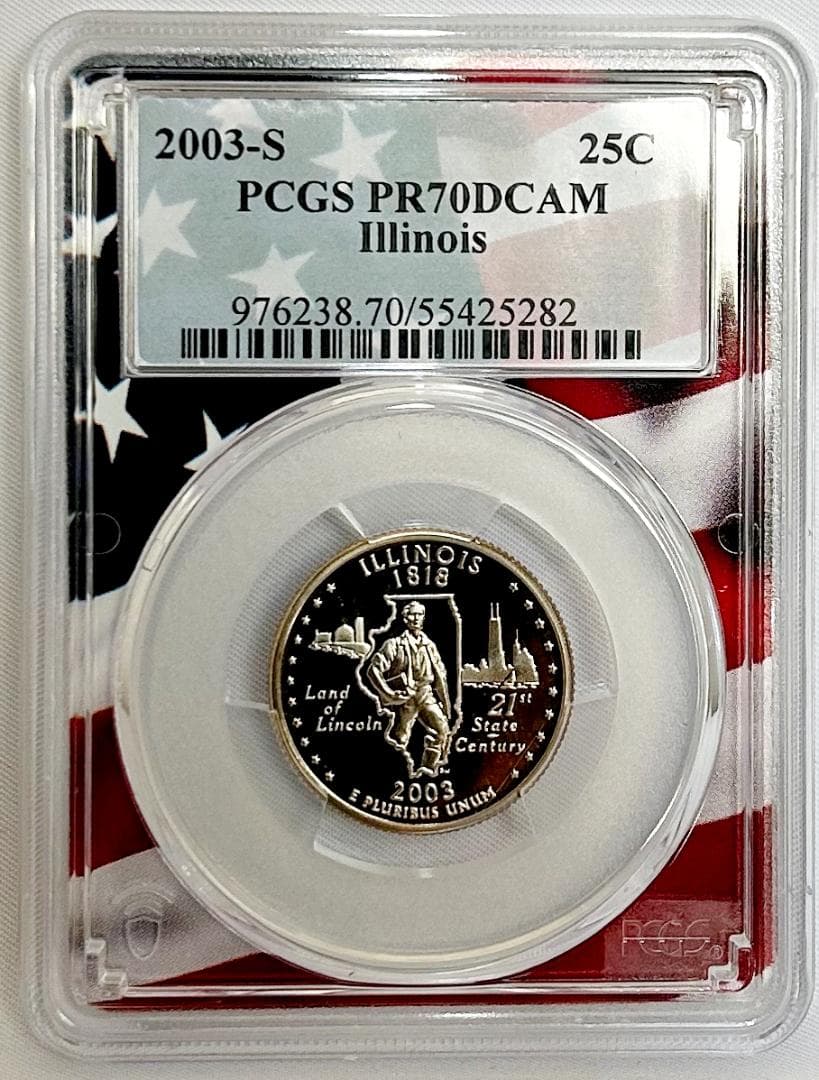 2003-S 25C
PCGS PR70DCAM
Illinois
976238.70/55425282
ILLINOIS
1818
Land
of
Lincoln
21st
State
Century
2003
E PLURIBUS UNUM
PCGS®